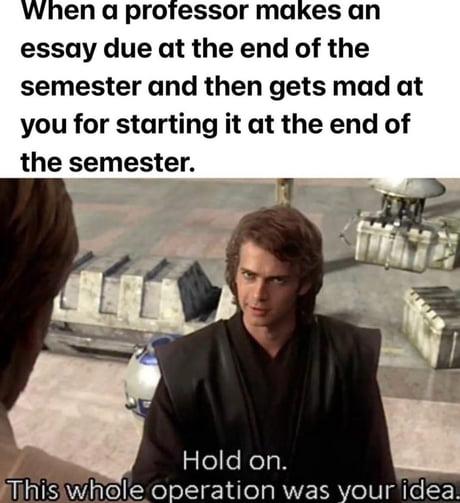 When a professor makes an
essay due at the end of the
semester and then gets mad at
you for starting it at the end of
the semester.
Hold on.
This whole operation was your idea.